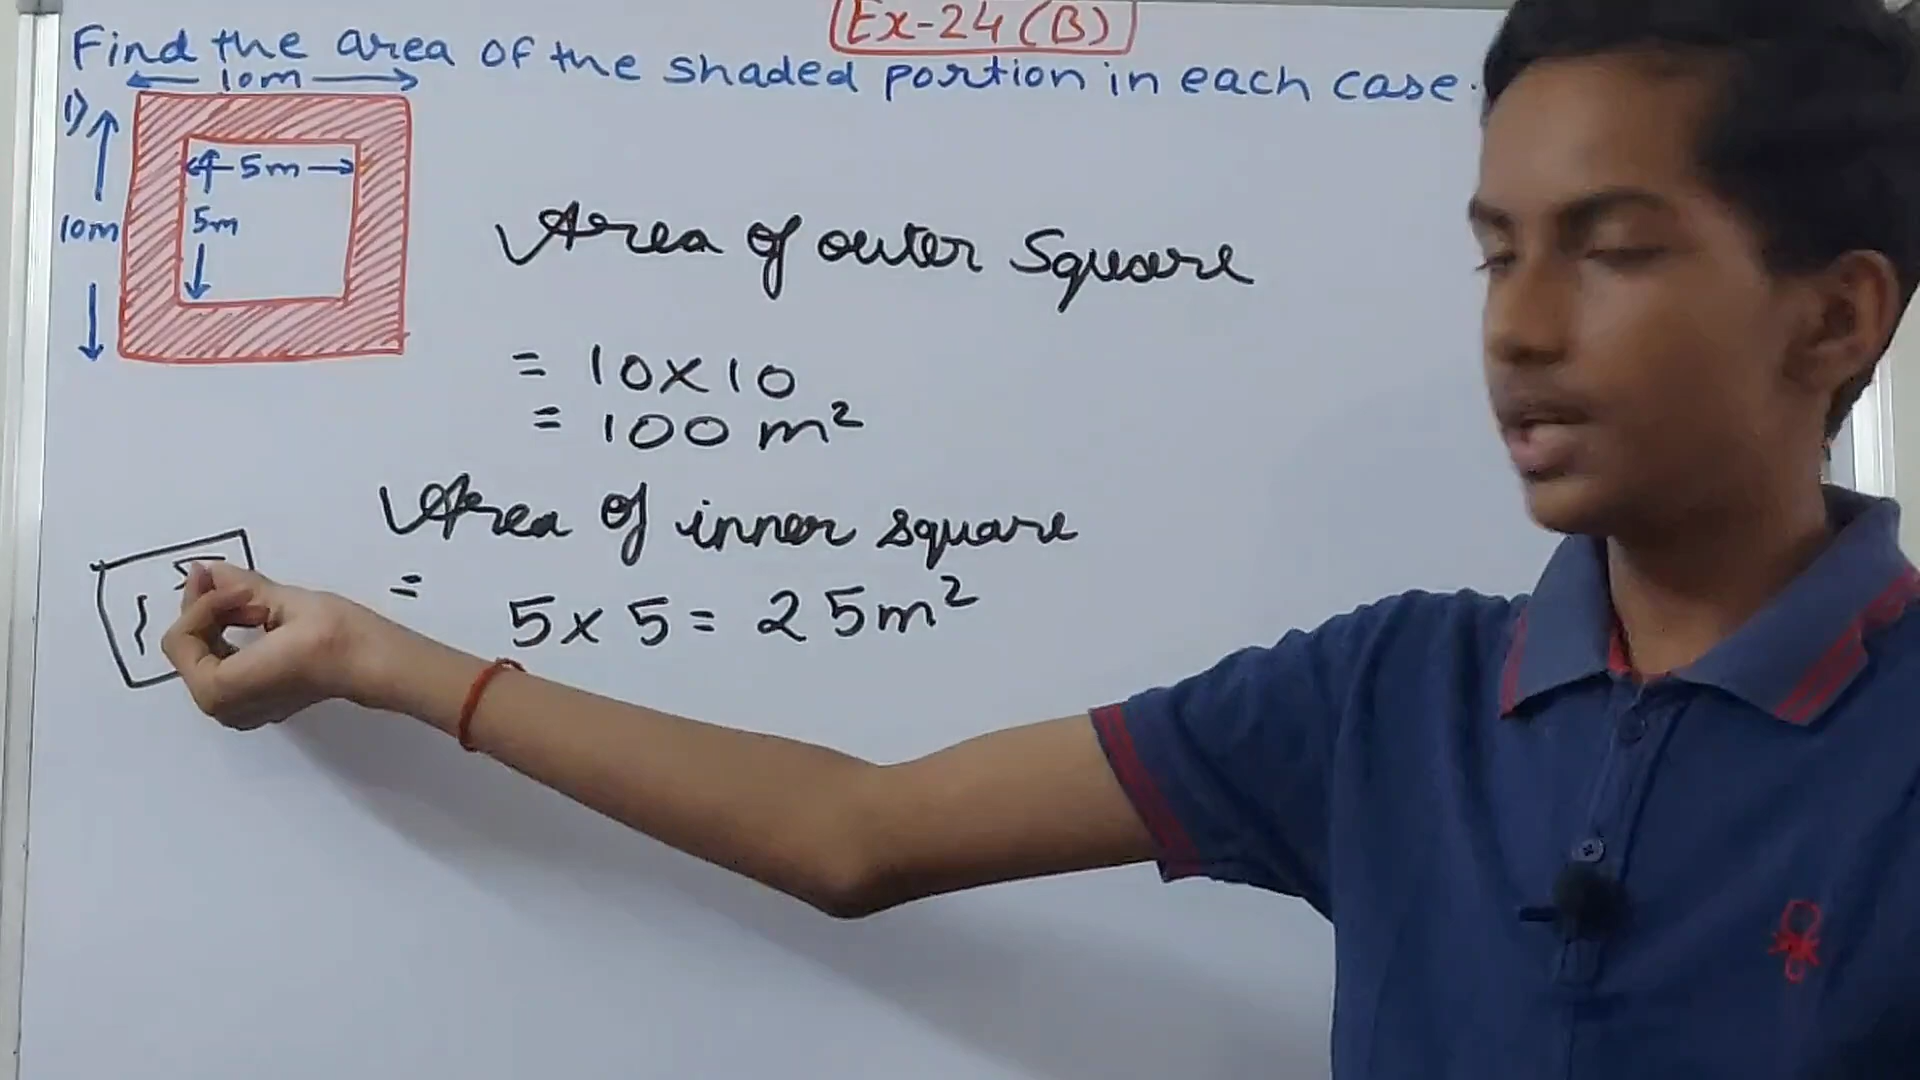 Ex-24 (B)
Find the area of the shaded portion in each case.
10m
1)
5m
10m
5m
Area of outer Square
= 10x10
= 100 m²
Area of inner square
= 5x5 = 25m²